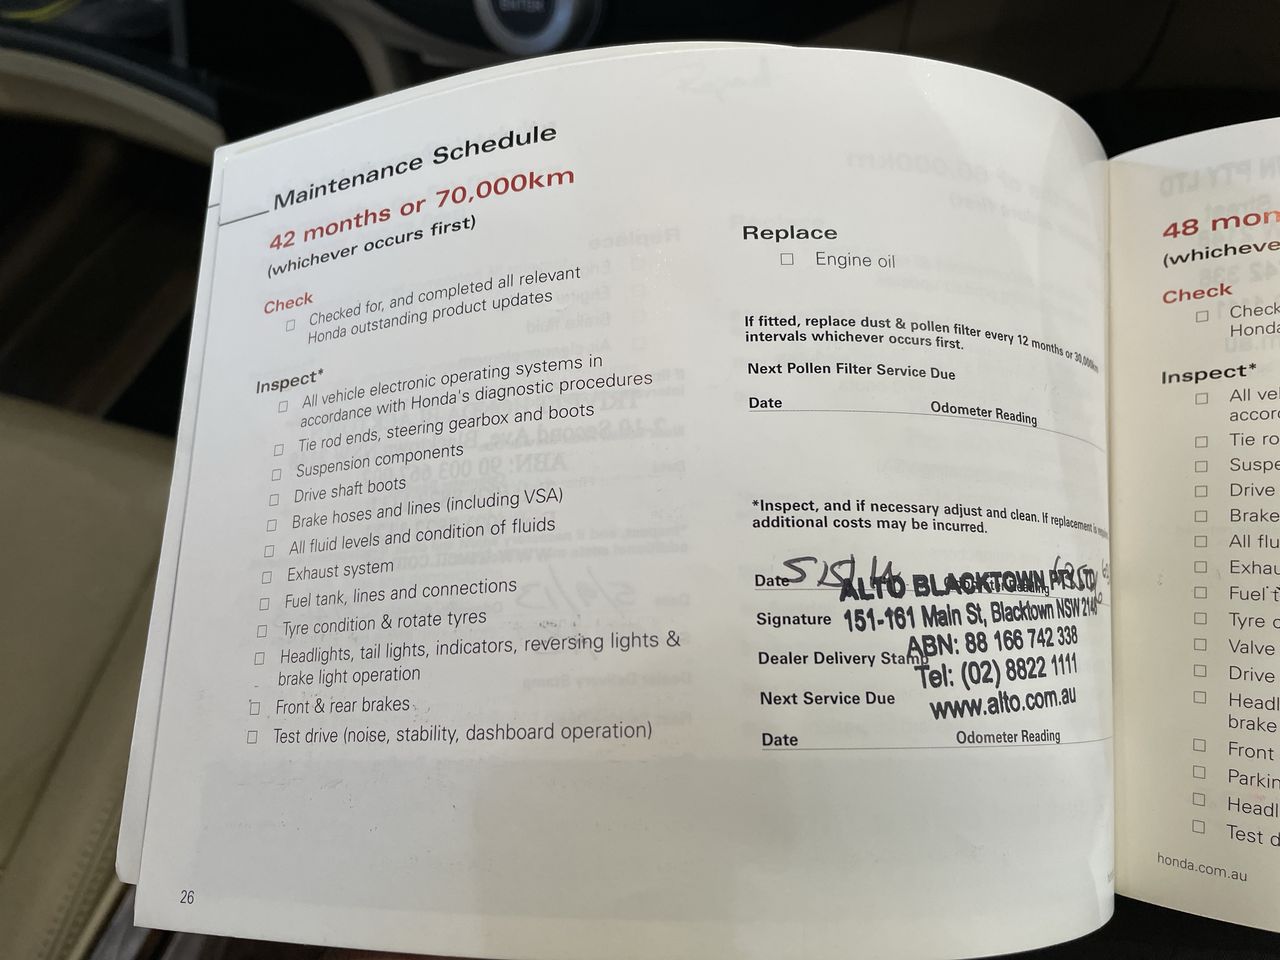 ENTER
Maintenance Schedule
42 months or 70,000km
(whichever occurs first)
Check
☐ Checked for, and completed all relevant
Honda outstanding product updates
Inspect*
☐ All vehicle electronic operating systems in
accordance with Honda's diagnostic procedures
☐ Tie rod ends, steering gearbox and boots
☐ Suspension components
☐ Drive shaft boots
☐ Brake hoses and lines (including VSA)
☐ All fluid levels and condition of fluids
☐ Exhaust system
☐ Fuel tank, lines and connections
☐ Tyre condition & rotate tyres
☐ Headlights, tail lights, indicators, reversing lights &
brake light operation
☐ Front & rear brakes
☐ Test drive (noise, stability, dashboard operation)
26
Replace
☐ Engine oil
If fitted, replace dust & pollen filter every 12 months or 30,000km
intervals whichever occurs first.
Next Pollen Filter Service Due
Date Odometer Reading
*Inspect, and if necessary adjust and clean. If replacement is
additional costs may be incurred.
Date
ALTO BLACKTOWN PTY LTD
Signature 151-161 Main St, Blacktown NSW 2148
ABN: 88 166 742 338
Dealer Delivery Stamp
Tel: (02) 8822 1111
Next Service Due www.alto.com.au
Date Odometer Reading
48 mon
(whicheve
Check
☐ Check
Honda
Inspect*
☐ All veh
accord
☐ Tie ro
☐ Suspe
☐ Drive
☐ Brake
☐ All flu
☐ Exhau
☐ Fuel t
☐ Tyre c
☐ Valve
☐ Drive
☐ Headl
brake
☐ Front
☐ Parkin
☐ Headl
☐ Test d
honda.com.au